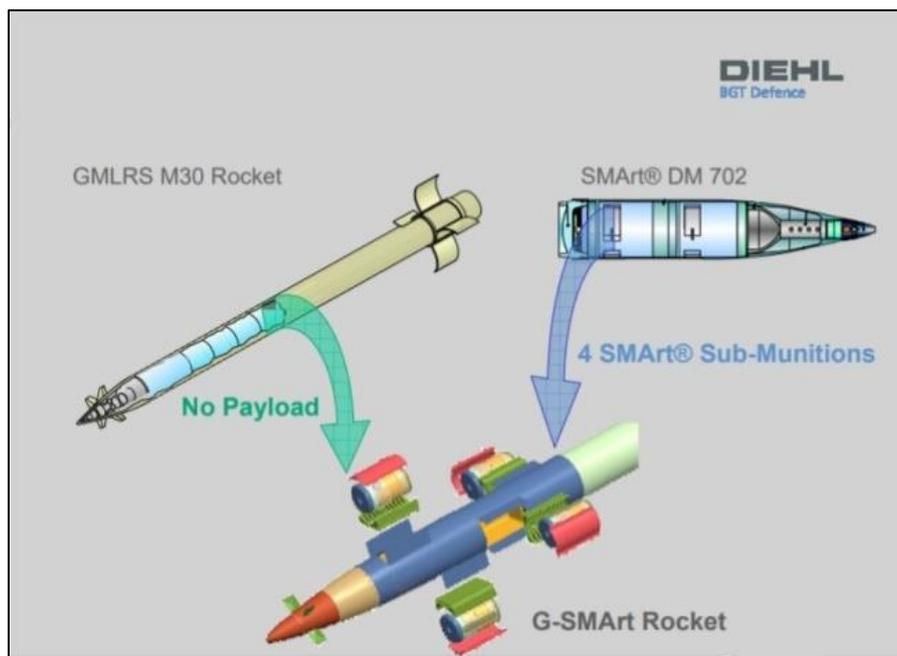 DIEHL
BGT Defence
GMLRS M30 Rocket
SMArt® DM 702
4 SMArt® Sub-Munitions
No Payload
G-SMArt Rocket